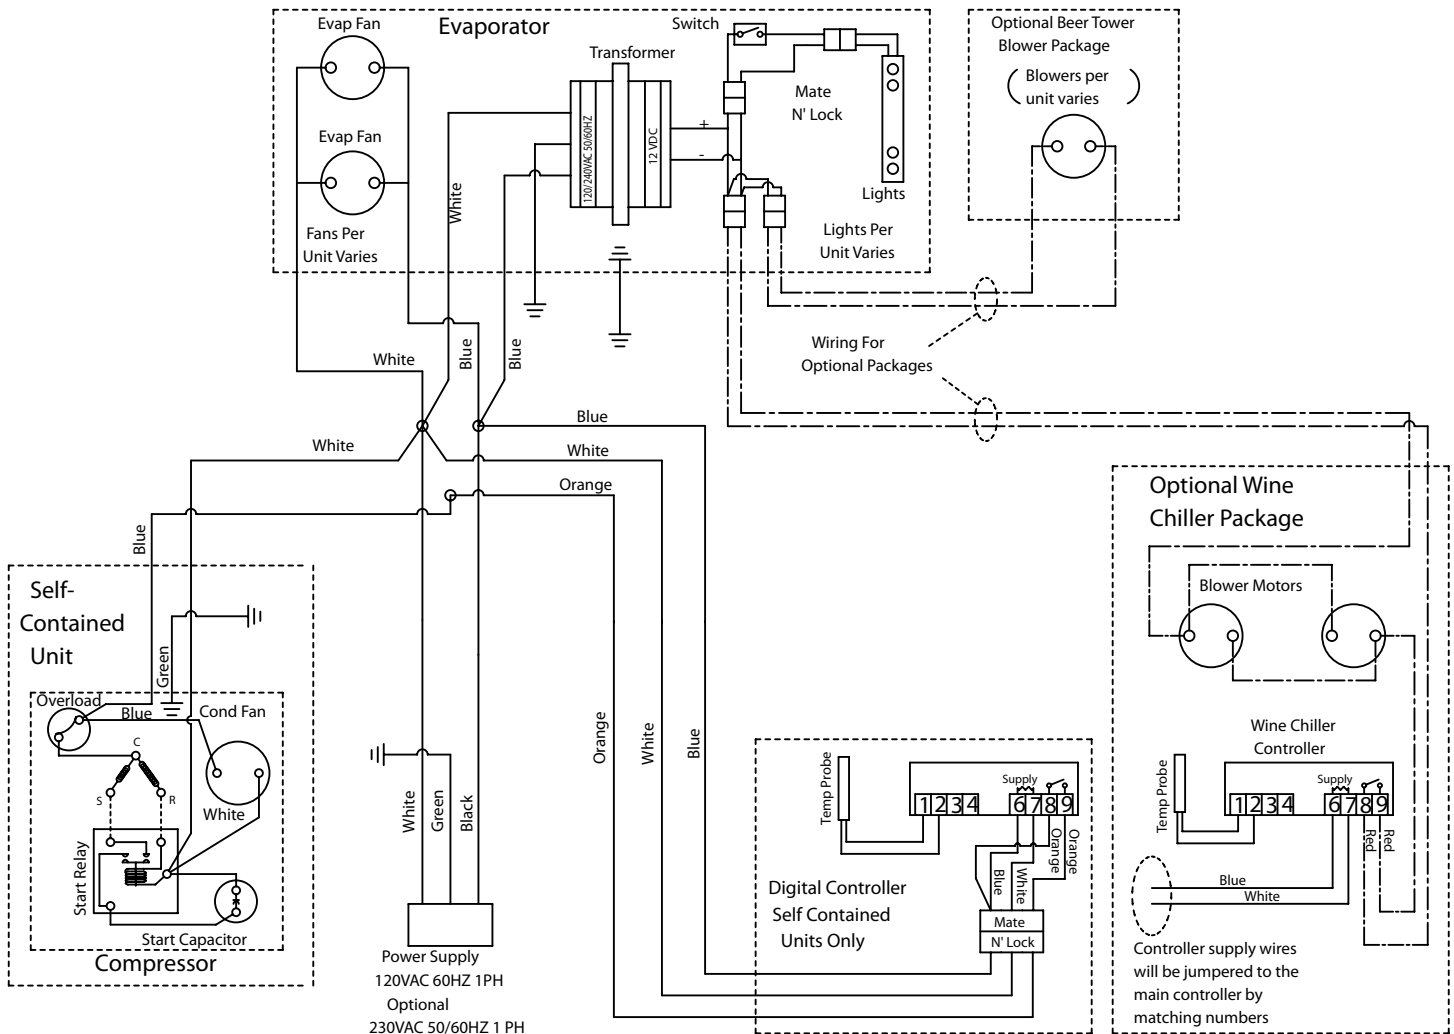 Evap Fan
Evaporator
Switch
Optional Beer Tower
Blower Package
Transformer
( Blowers per
unit varies )
Mate
N' Lock
120/240VAC 50/60HZ
12 VDC
+
-
Evap Fan
White
Lights
Fans Per
Unit Varies
Lights Per
Unit Varies
Wiring For
Optional Packages
White
Blue
Blue
Blue
White
White
Orange
Optional Wine
Chiller Package
Blue
Self-
Contained
Unit
Blower Motors
Green
Overload
Blue
Cond Fan
C
S
R
White
Start Relay
Start Capacitor
Compressor
White
Green
Black
Power Supply
120VAC 60HZ 1PH
Optional
230VAC 50/60HZ 1 PH
Orange
White
Blue
Temp Probe
Supply
1 2 3 4
6 7 8 9
Orange
Orange
Blue
White
Digital Controller
Self Contained
Units Only
Mate
N' Lock
Wine Chiller
Controller
Temp Probe
Supply
1 2 3 4
6 7 8 9
Red
Red
Blue
White
Controller supply wires
will be jumpered to the
main controller by
matching numbers